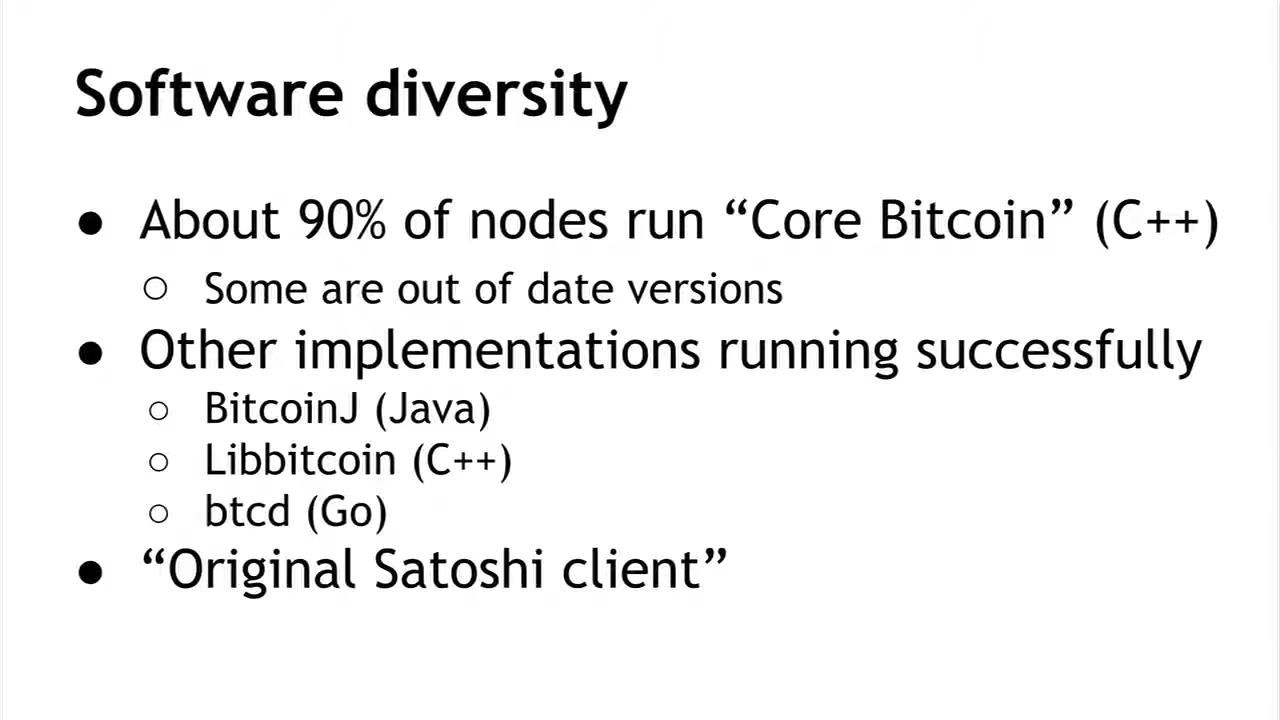 Software diversity
● About 90% of nodes run “Core Bitcoin” (C++)
○ Some are out of date versions
● Other implementations running successfully
○ BitcoinJ (Java)
○ Libbitcoin (C++)
○ btcd (Go)
● “Original Satoshi client”